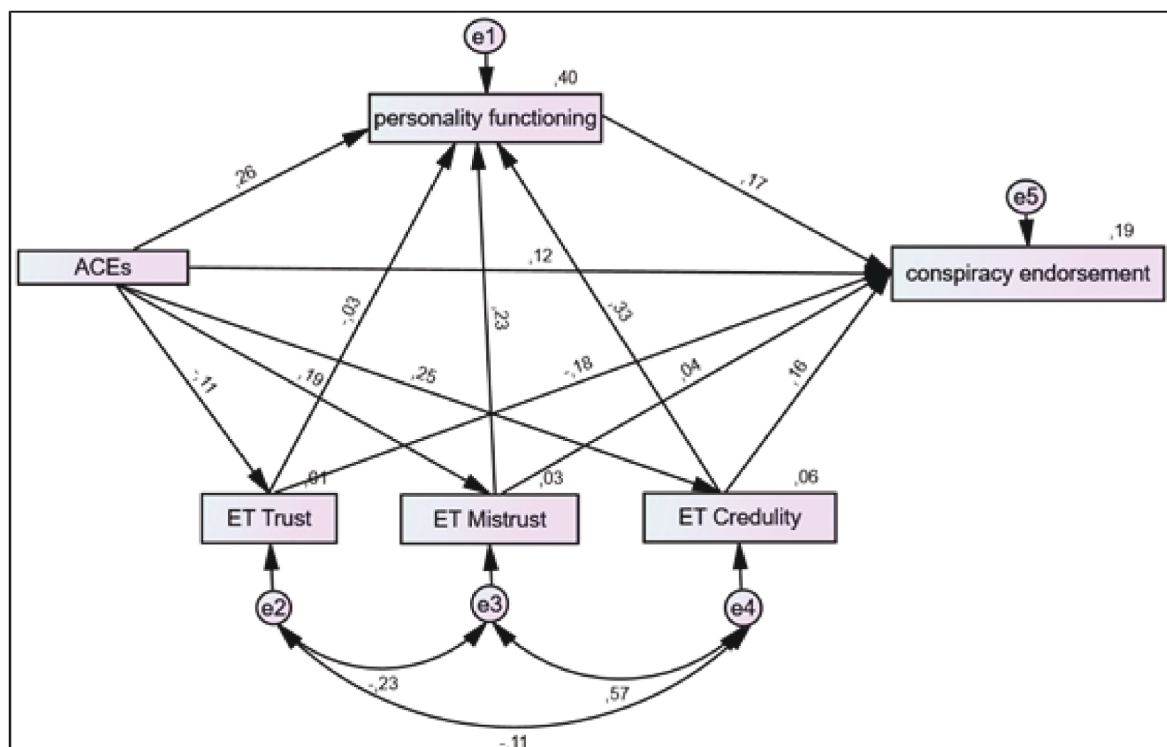 e1
,40
personality functioning
,26
,17
e5
,19
ACEs
,12
conspiracy endorsement
-,03
,23
,33
-,11
,19
,25
-,18
,04
,16
,01
,03
,06
ET Trust
ET Mistrust
ET Credulity
e2
e3
e4
-,23
,57
-,11